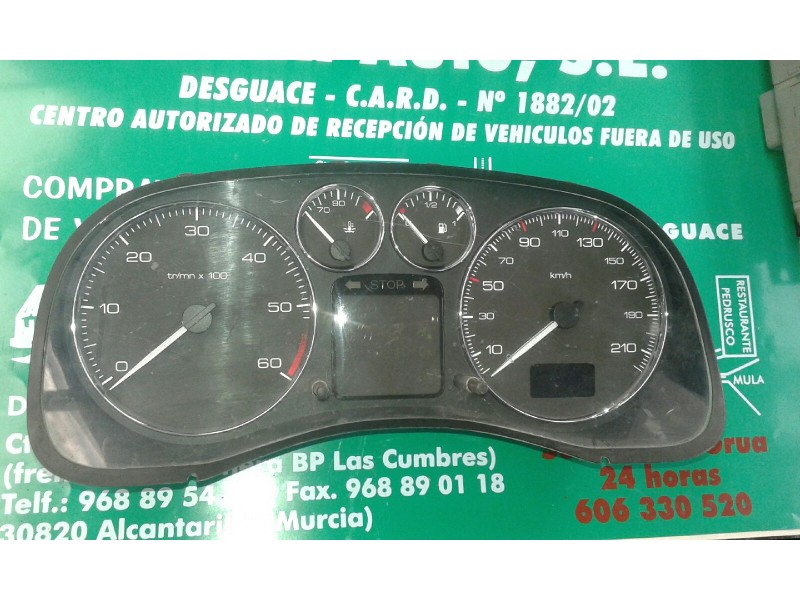 S.L.
DESGUACE - C.A.R.D. - Nº 1882/02
CENTRO AUTORIZADO DE RECEPCIÓN DE VEHICULOS FUERA DE USO
COMPRA
DE
GUACE
70 90
1/2 1
0 10 20 30 40 50 60
tr/mn x 100
STOP
10 30 50 70 90 110 130 150 170 190 210
km/h
RESTAURANTE
PEDRUSCO
MULA
BP Las Cumbres)
Telf.: 968 89 54
Fax. 968 89 01 18
30820 Alcantari
Murcia)
24 horas
606 330 520